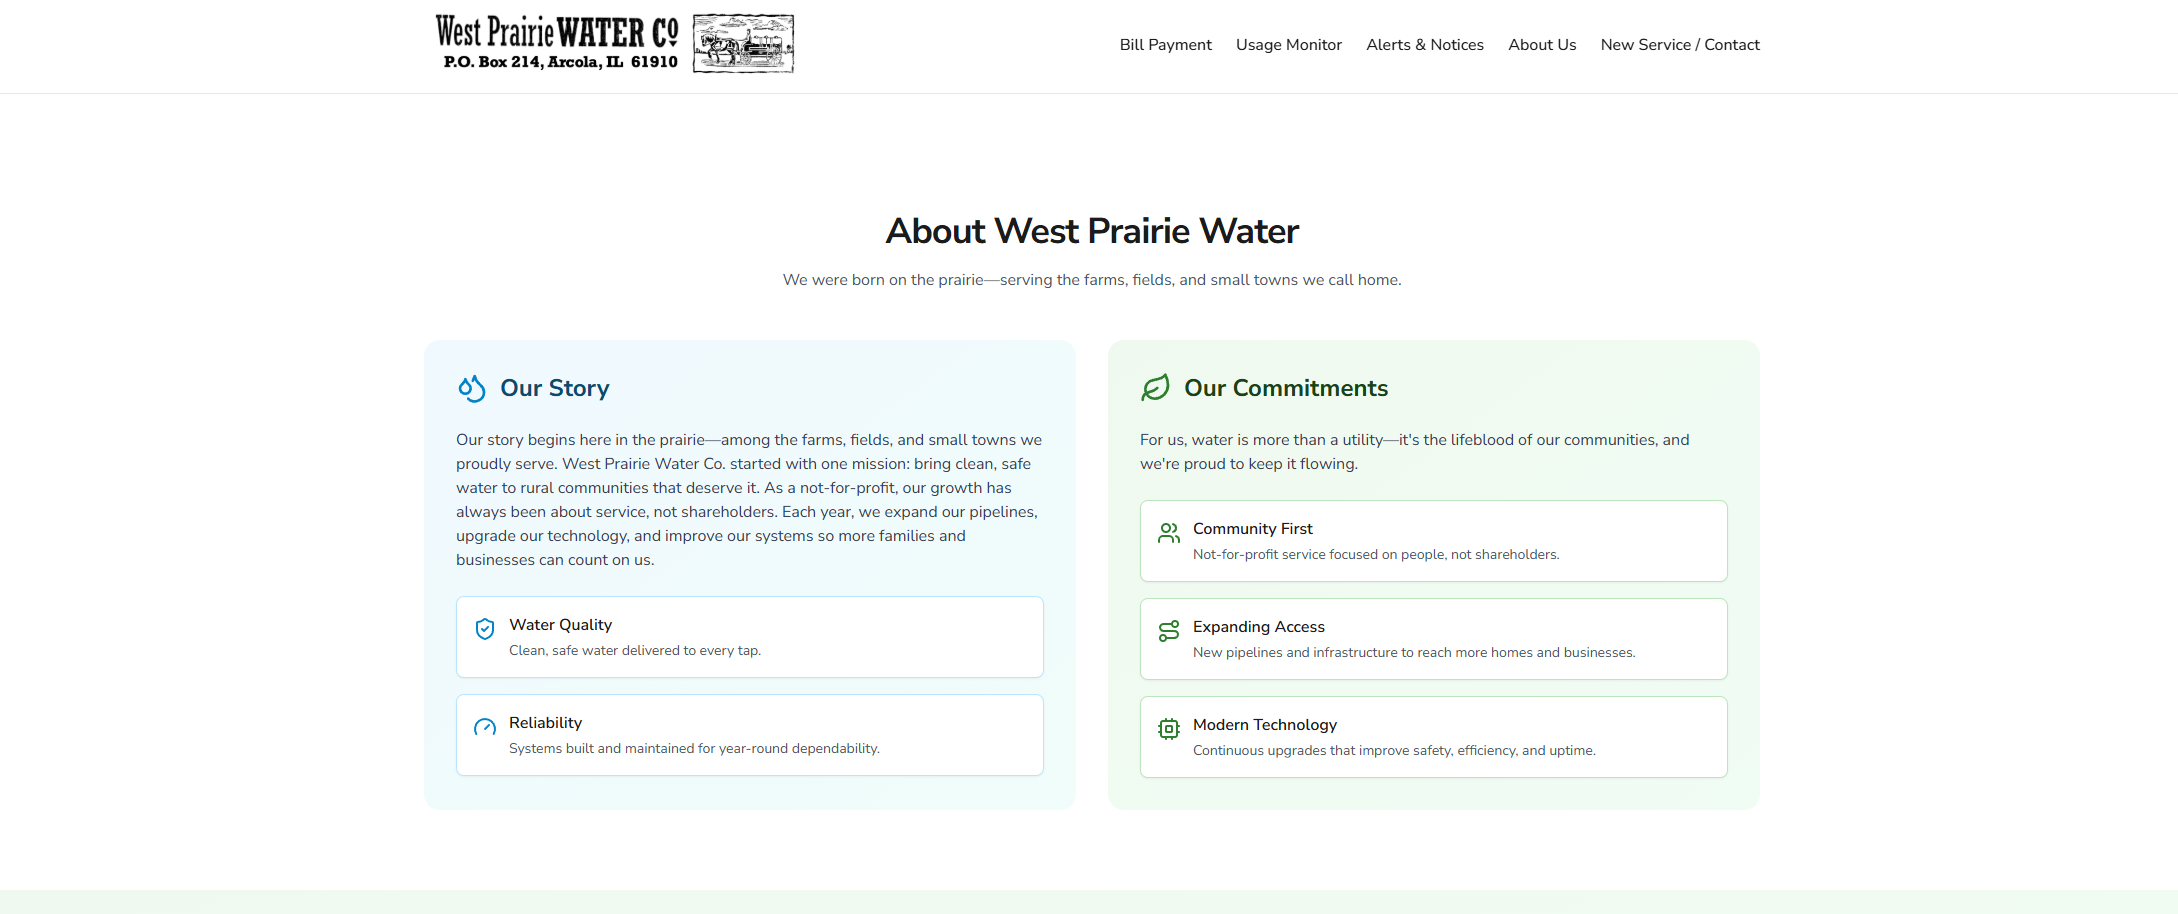 West Prairie WATER CO
P.O. Box 214, Arcola, IL 61910
Bill Payment
Usage Monitor
Alerts & Notices
About Us
New Service / Contact
About West Prairie Water
We were born on the prairie—serving the farms, fields, and small towns we call home.
Our Story
Our story begins here in the prairie—among the farms, fields, and small towns we
proudly serve. West Prairie Water Co. started with one mission: bring clean, safe
water to rural communities that deserve it. As a not-for-profit, our growth has
always been about service, not shareholders. Each year, we expand our pipelines,
upgrade our technology, and improve our systems so more families and
businesses can count on us.
Water Quality
Clean, safe water delivered to every tap.
Reliability
Systems built and maintained for year-round dependability.
Our Commitments
For us, water is more than a utility—it's the lifeblood of our communities, and
we're proud to keep it flowing.
Community First
Not-for-profit service focused on people, not shareholders.
Expanding Access
New pipelines and infrastructure to reach more homes and businesses.
Modern Technology
Continuous upgrades that improve safety, efficiency, and uptime.